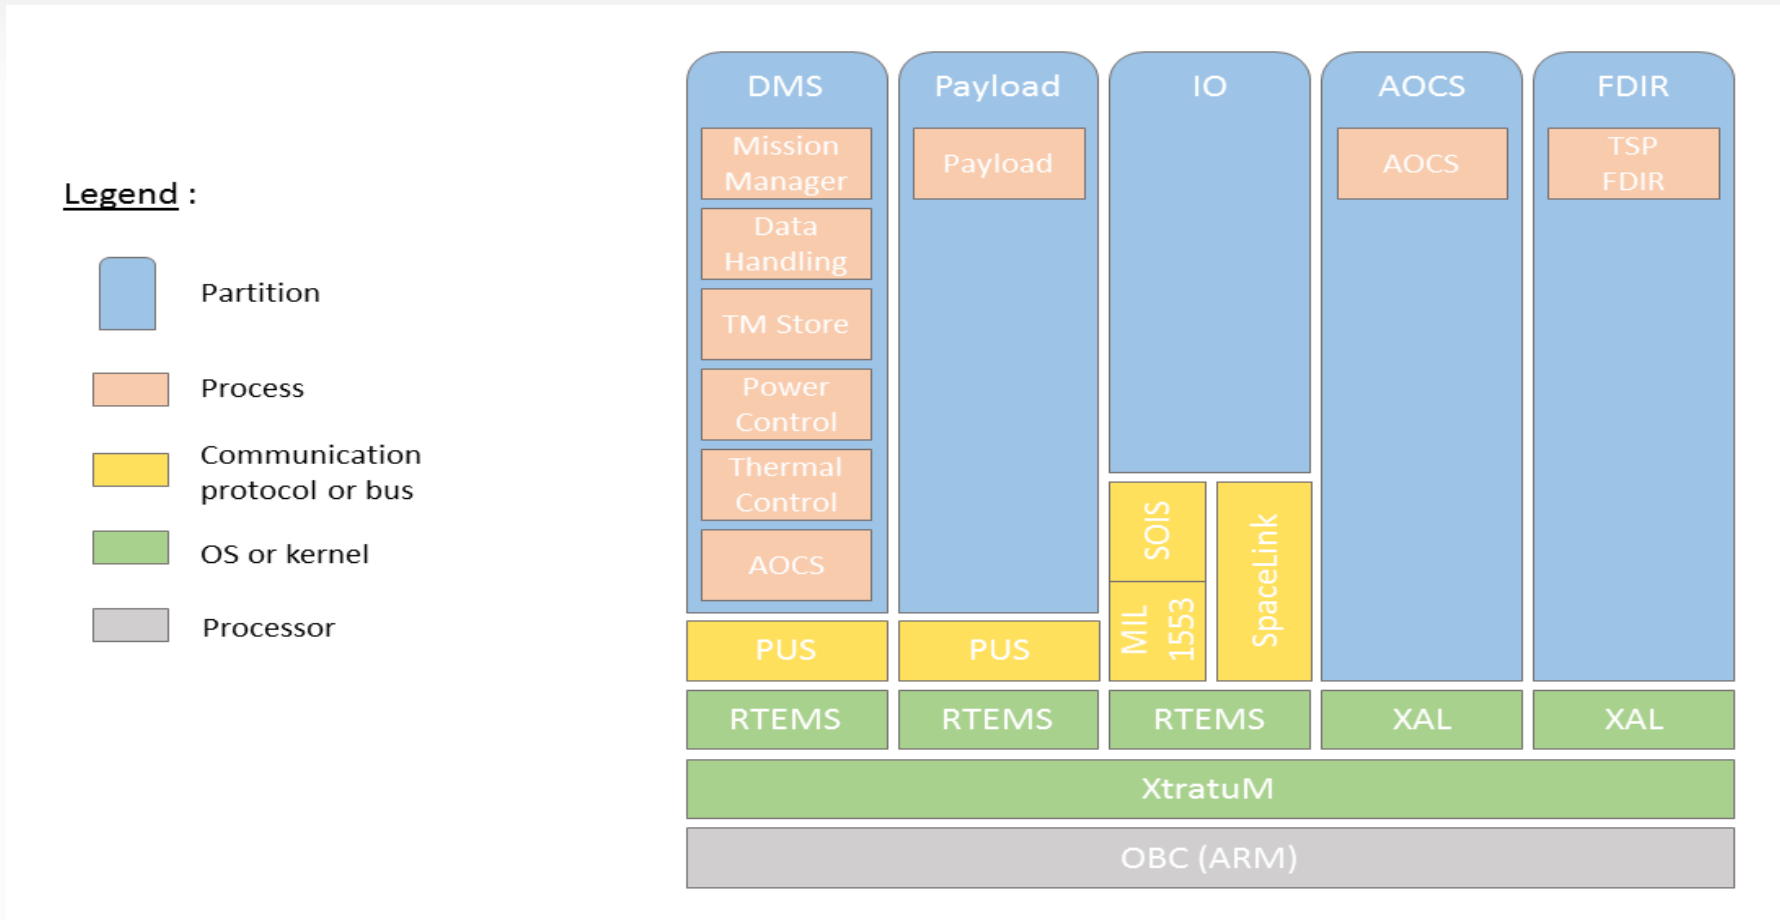 Legend :
Partition
Process
Communication
protocol or bus
OS or kernel
Processor
DMS
Mission
Manager
Data
Handling
TM Store
Power
Control
Thermal
Control
AOCS
PUS
RTEMS
Payload
Payload
PUS
RTEMS
IO
SOIS
MIL
1553
SpaceLink
RTEMS
AOCS
AOCS
XAL
FDIR
TSP
FDIR
XAL
XtratuM
OBC (ARM)